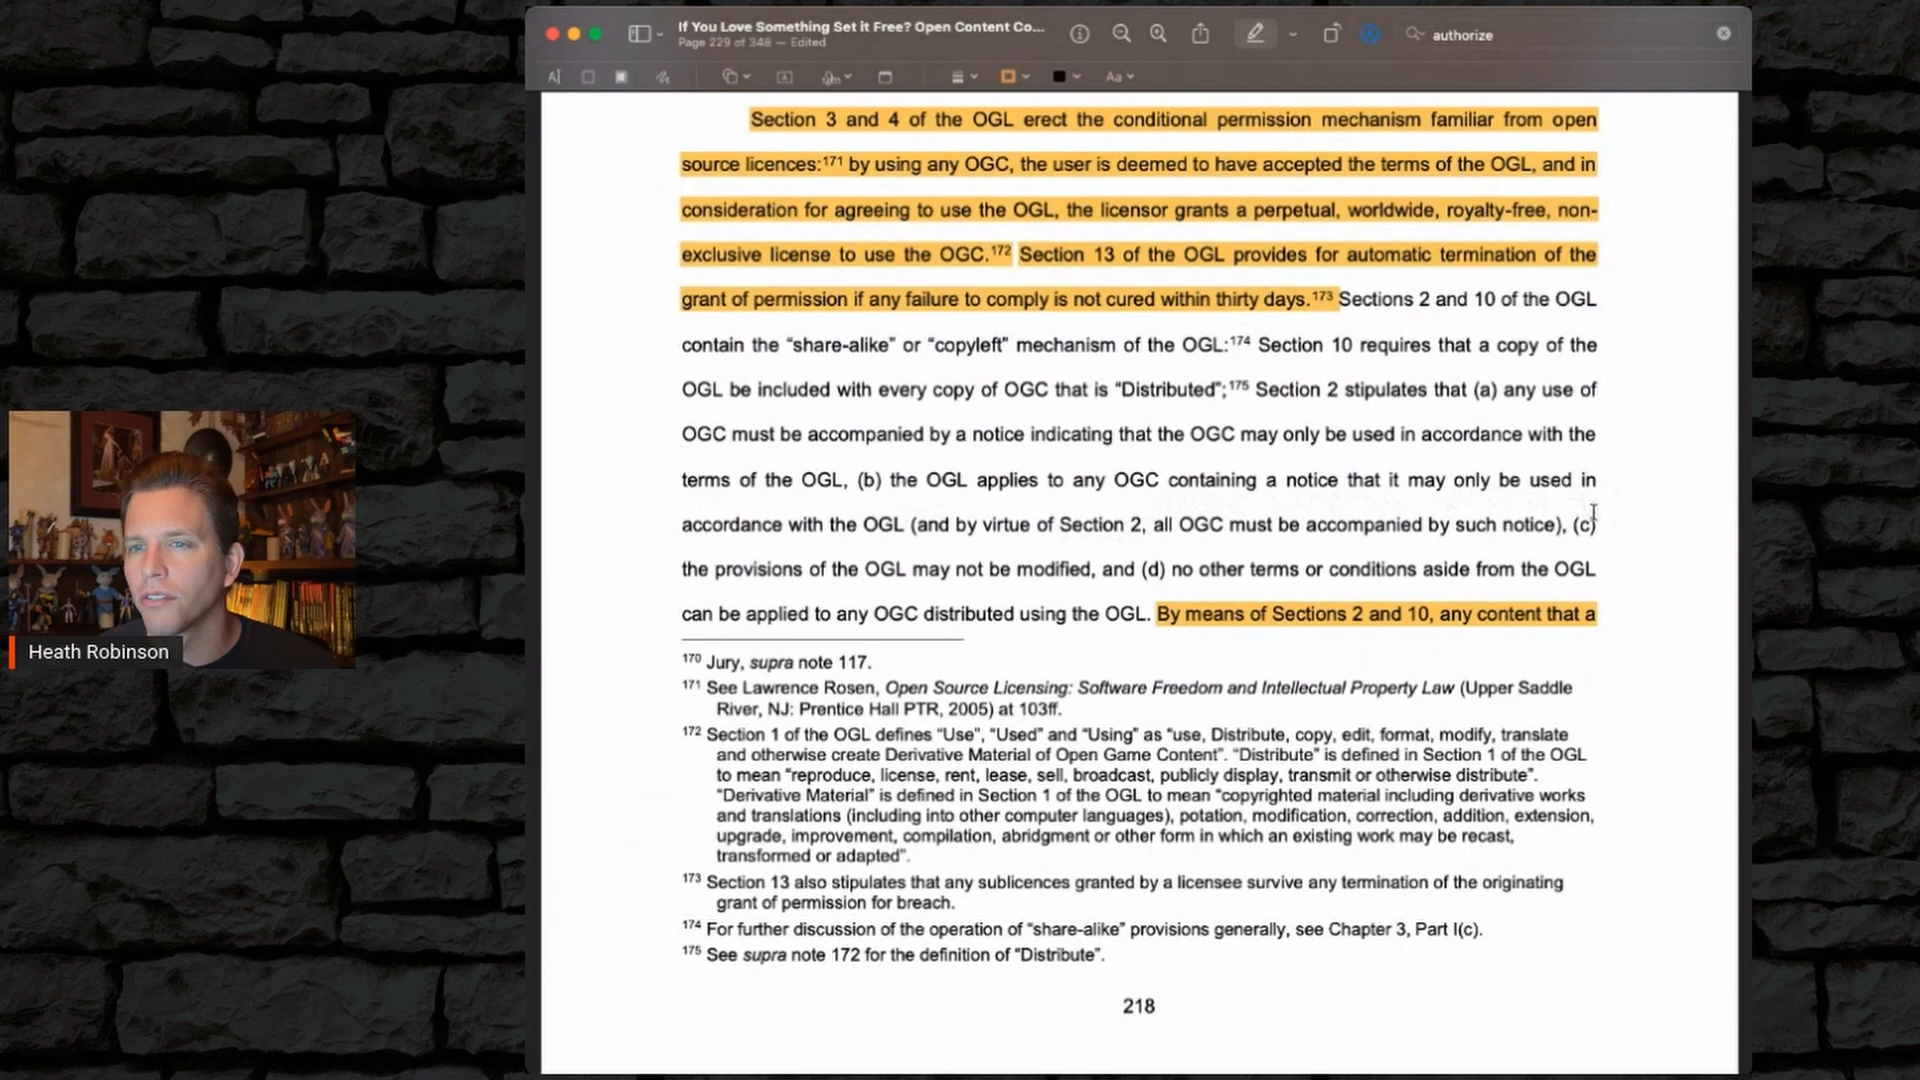 If You Love Something Set it Free? Open Content Co...
Page 229 of 348 — Edited
authorize
Aa
Section 3 and 4 of the OGL erect the conditional permission mechanism familiar from open
source licences:171 by using any OGC, the user is deemed to have accepted the terms of the OGL, and in
consideration for agreeing to use the OGL, the licensor grants a perpetual, worldwide, royalty-free, non-
exclusive license to use the OGC.172 Section 13 of the OGL provides for automatic termination of the
grant of permission if any failure to comply is not cured within thirty days.173 Sections 2 and 10 of the OGL
contain the “share-alike” or “copyleft” mechanism of the OGL:174 Section 10 requires that a copy of the
OGL be included with every copy of OGC that is “Distributed”;175 Section 2 stipulates that (a) any use of
OGC must be accompanied by a notice indicating that the OGC may only be used in accordance with the
terms of the OGL, (b) the OGL applies to any OGC containing a notice that it may only be used in
accordance with the OGL (and by virtue of Section 2, all OGC must be accompanied by such notice), (c)
the provisions of the OGL may not be modified, and (d) no other terms or conditions aside from the OGL
can be applied to any OGC distributed using the OGL. By means of Sections 2 and 10, any content that a
170 Jury, supra note 117.
171 See Lawrence Rosen, Open Source Licensing: Software Freedom and Intellectual Property Law (Upper Saddle
River, NJ: Prentice Hall PTR, 2005) at 103ff.
172 Section 1 of the OGL defines “Use”, “Used” and “Using” as “use, Distribute, copy, edit, format, modify, translate
and otherwise create Derivative Material of Open Game Content”. “Distribute” is defined in Section 1 of the OGL
to mean “reproduce, license, rent, lease, sell, broadcast, publicly display, transmit or otherwise distribute”.
“Derivative Material” is defined in Section 1 of the OGL to mean “copyrighted material including derivative works
and translations (including into other computer languages), potation, modification, correction, addition, extension,
upgrade, improvement, compilation, abridgment or other form in which an existing work may be recast,
transformed or adapted”.
173 Section 13 also stipulates that any sublicences granted by a licensee survive any termination of the originating
grant of permission for breach.
174 For further discussion of the operation of “share-alike” provisions generally, see Chapter 3, Part I(c).
175 See supra note 172 for the definition of “Distribute”.
218
Heath Robinson